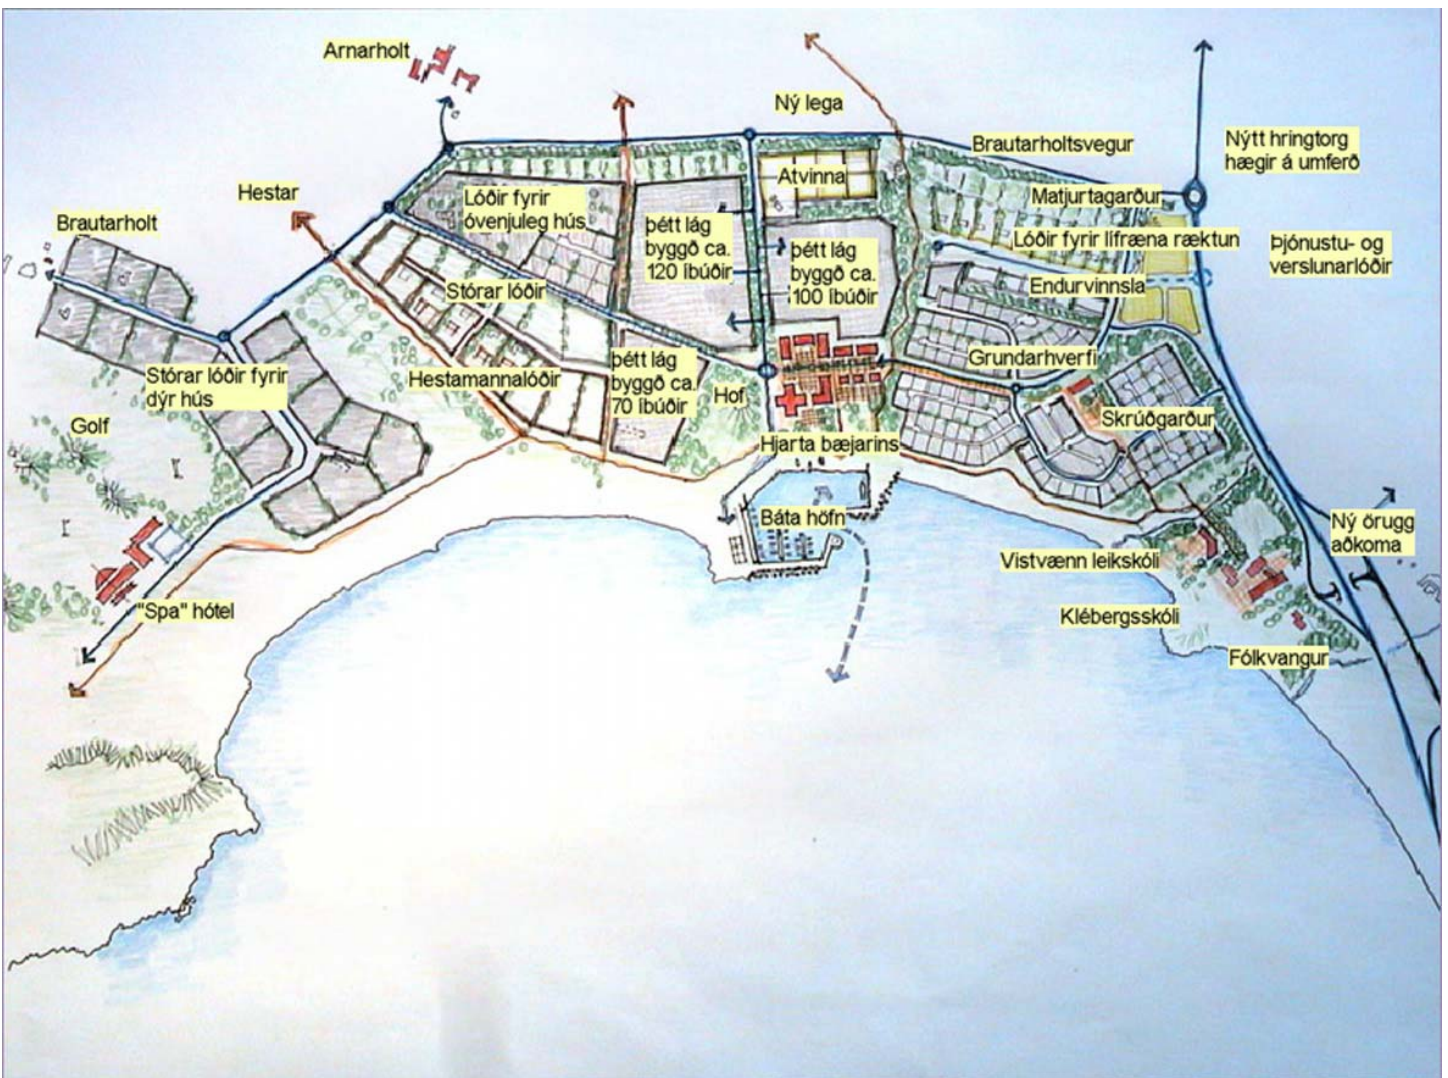 Arnarholt
Ný lega
Brautarholtsvegur
Nýtt hringtorg
hægir á umferð
Hestar
Atvinna
Matjurtagarður
Brautarholt
Lóðir fyrir
óvenjuleg hús
þétt lág
byggð ca.
120 íbúðir
þétt lág
byggð ca.
100 íbúðir
Lóðir fyrir lífræna ræktun
Þjónustu- og
verslunarlóðir
Stórar lóðir
Endurvinnsla
Stórar lóðir fyrir
dýr hús
Hestamannalóðir
þétt lág
byggð ca.
70 íbúðir
Hof
Grundarhverfi
Golf
Hjarta bæjarins
Skrúðgarður
Báta höfn
Ný örugg
aðkoma
Vistvænn leikskóli
"Spa" hótel
Klébergsskóli
Fólkvangur